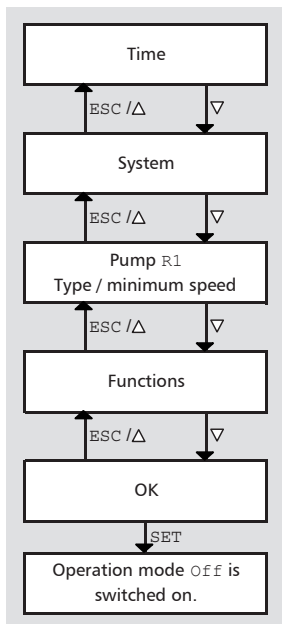 Time
ESC /△ ▽
System
ESC /△ ▽
Pump R1
Type / minimum speed
ESC /△ ▽
Functions
ESC /△ ▽
OK
SET
Operation mode Off is
switched on.